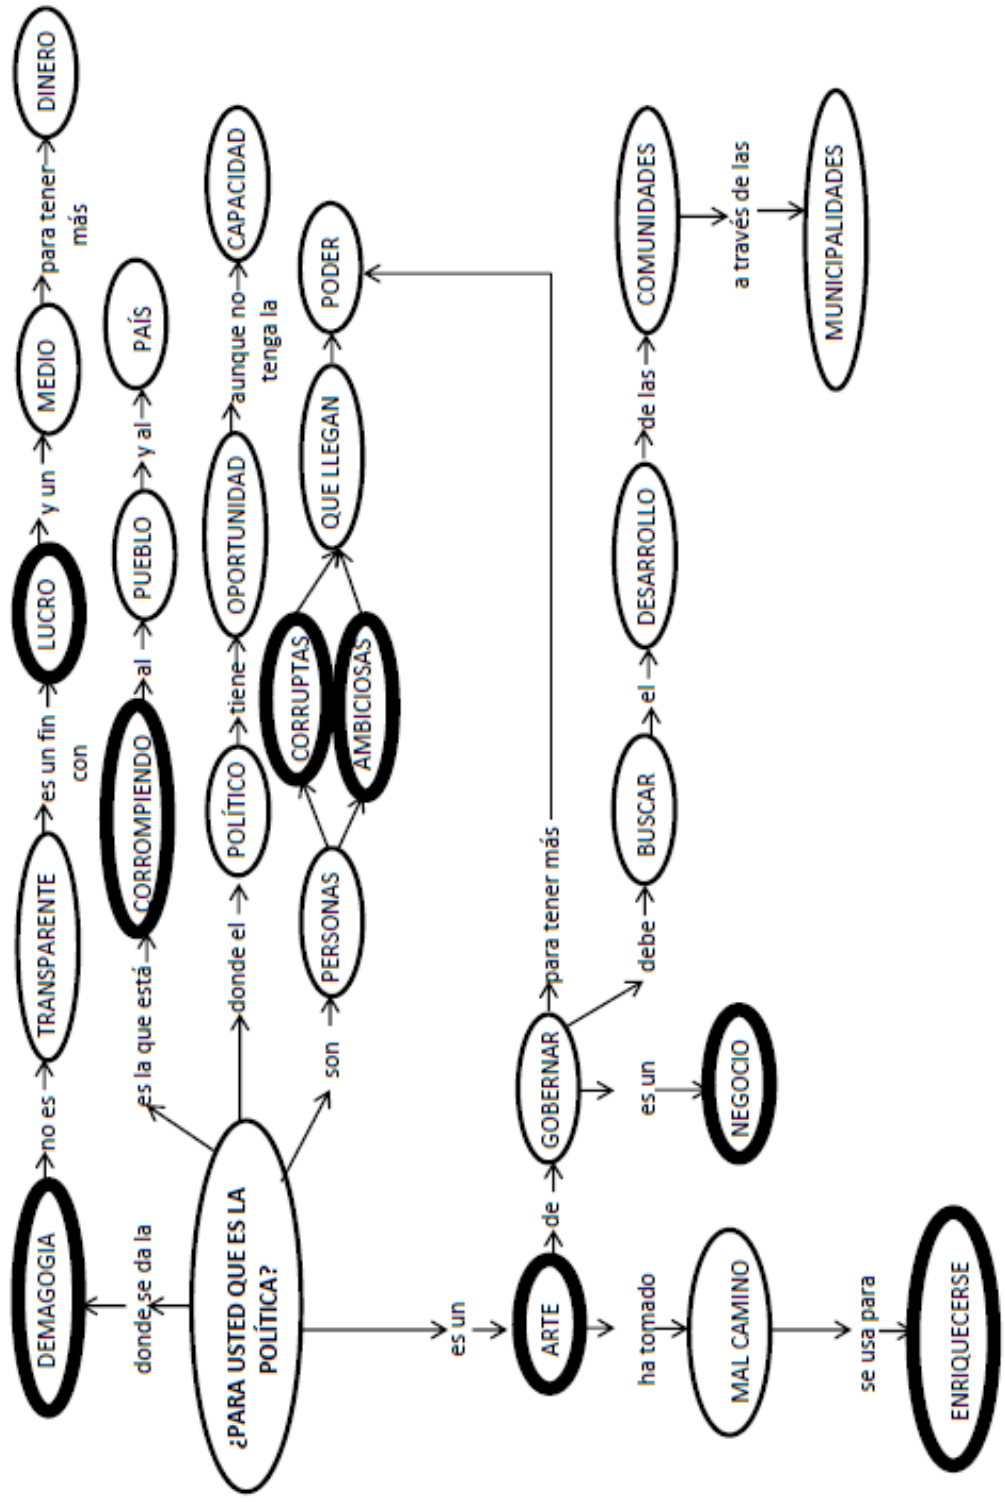 DEMAGOGIA
no es
TRANSPARENTE
es un fin
con
LUCRO
y un
MEDIO
para tener
más
DINERO
donde se da la
es la que está
CORROMPIENDO
al
PUEBLO
y al
PAÍS
¿PARA USTED QUE ES LA
POLÍTICA?
donde el
POLÍTICO
tiene
OPORTUNIDAD
aunque no
tenga la
CAPACIDAD
son
PERSONAS
CORRUPTAS
AMBICIOSAS
QUE LLEGAN
PODER
es un
ARTE
de
GOBERNAR
para tener más
debe
BUSCAR
el
DESARROLLO
de las
COMUNIDADES
a través de las
MUNICIPALIDADES
es un
NEGOCIO
ha tomado
MAL CAMINO
se usa para
ENRIQUECERSE